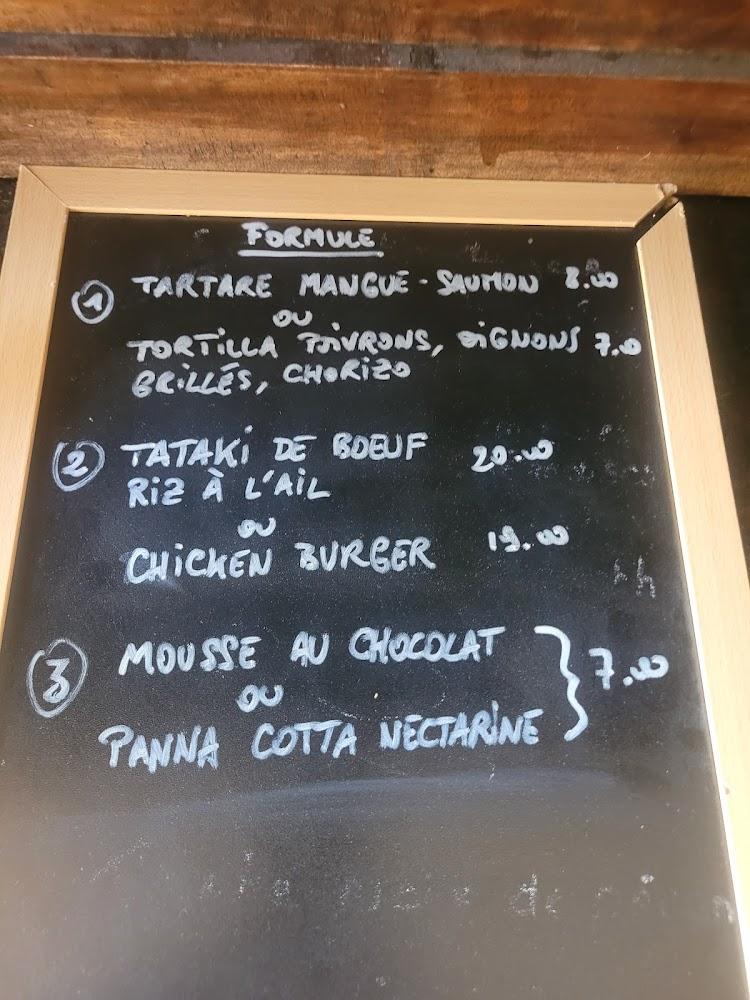 FORMULE
1 TARTARE MANGUE - SAUMON 8.00
OU
TORTILLA POIVRONS, OIGNONS 7.00
GRILLÉS, CHORIZO
2 TATAKI DE BOEUF 20.00
RIZ À L'AIL
OU
CHICKEN BURGER 19.00
3 MOUSSE AU CHOCOLAT
OU
PANNA COTTA NECTARINE
} 7.00